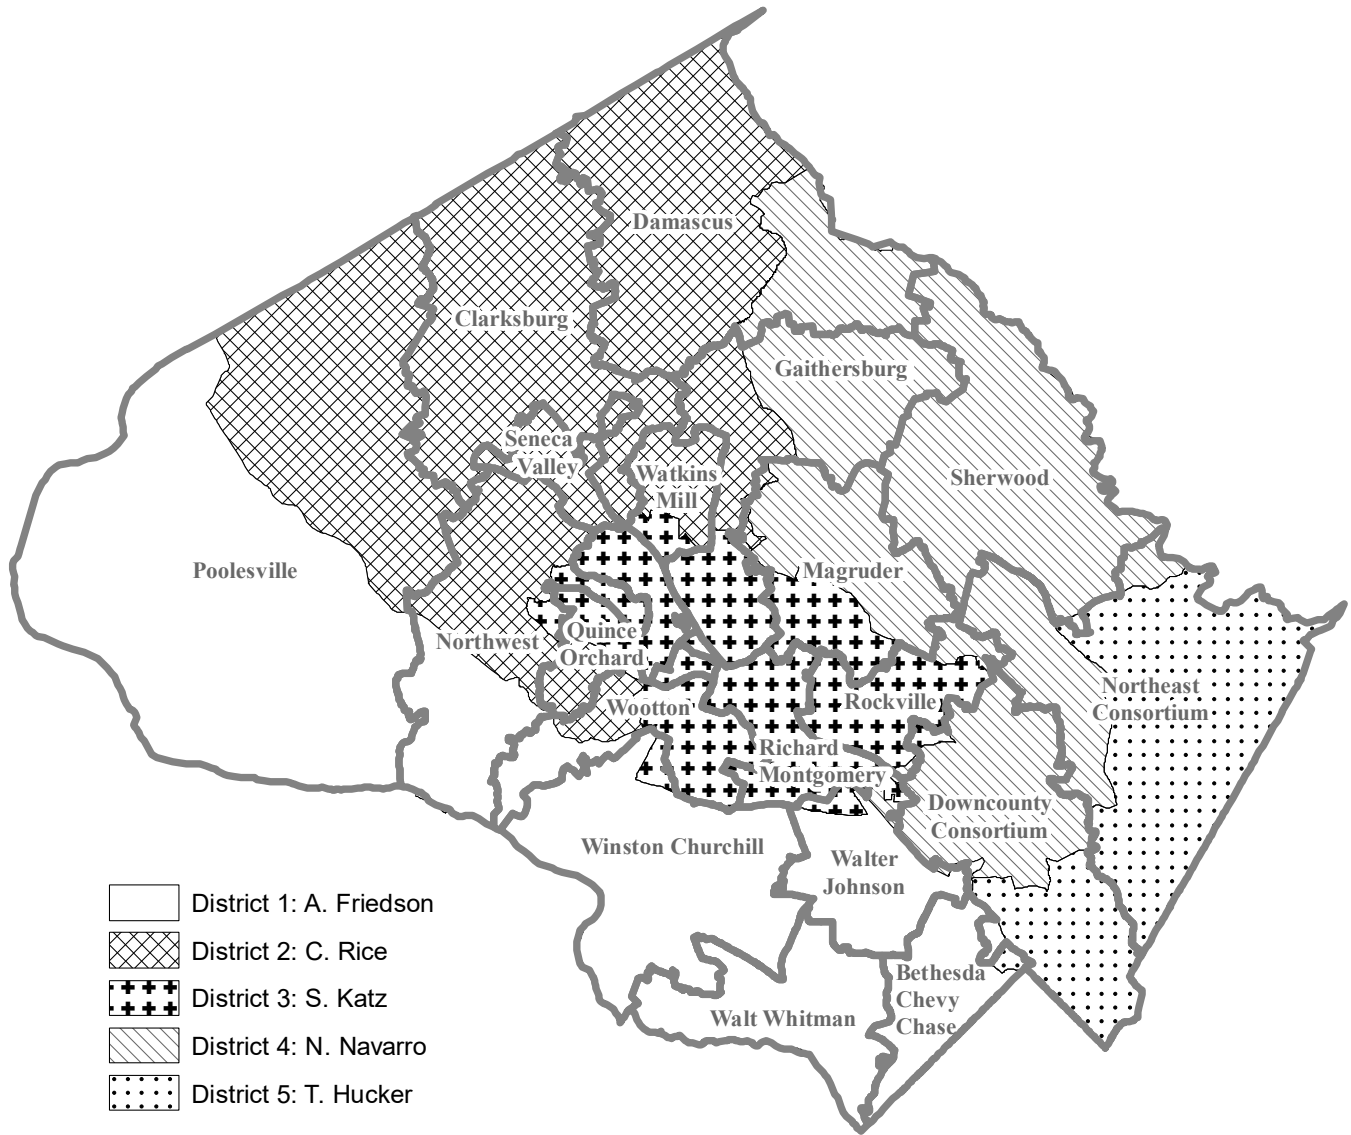 Damascus
Clarksburg
Gaithersburg
Seneca
Valley
Watkins
Mill
Sherwood
Poolesville
Magruder
Northwest
Quince
Orchard
Wootton
Rockville
Northeast
Consortium
Richard
Montgomery
Downcounty
Consortium
Winston Churchill
Walter
Johnson
Bethesda
Chevy
Chase
Walt Whitman
District 1: A. Friedson
District 2: C. Rice
District 3: S. Katz
District 4: N. Navarro
District 5: T. Hucker